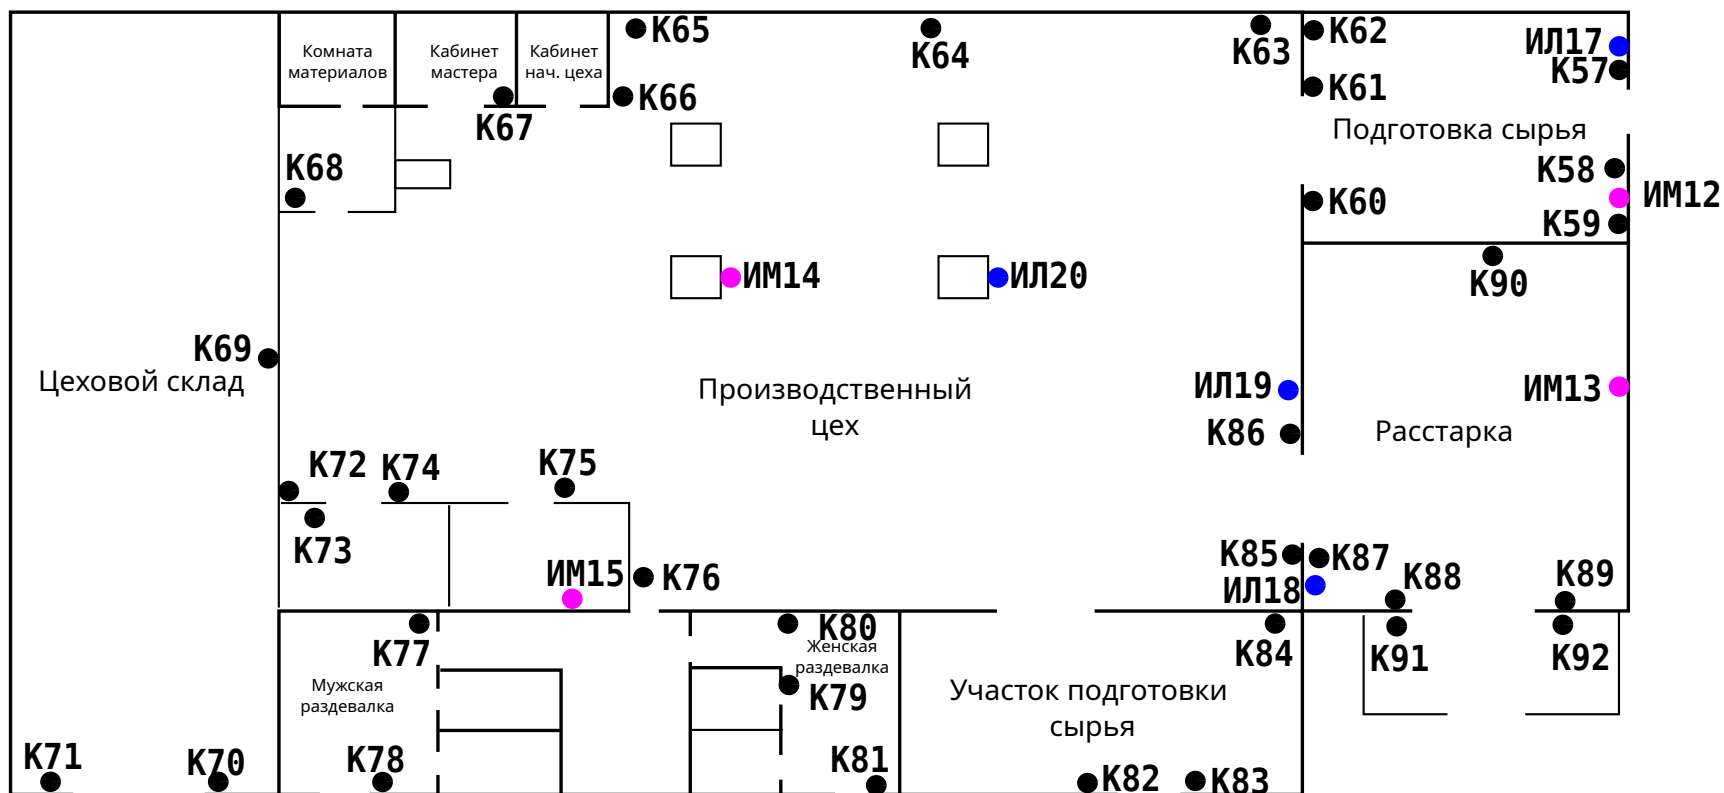 К65
К64
К63
К62
ИЛ17
К57
Комната
материалов
Кабинет
мастера
Кабинет
нач. цеха
К66
К67
К61
Подготовка сырья
К68
К58
ИМ12
К60
К59
ИМ14
ИЛ20
К90
К69
Цеховой склад
Производственный
цех
ИЛ19
К86
ИМ13
Расстарка
К72
К74
К75
К73
ИМ15
К76
К85
К87
ИЛ18
К88
К89
К77
К80
Женская
раздевалка
К79
К84
К91
К92
Мужская
раздевалка
Участок подготовки
сырья
К71
К70
К78
К81
К82
К83